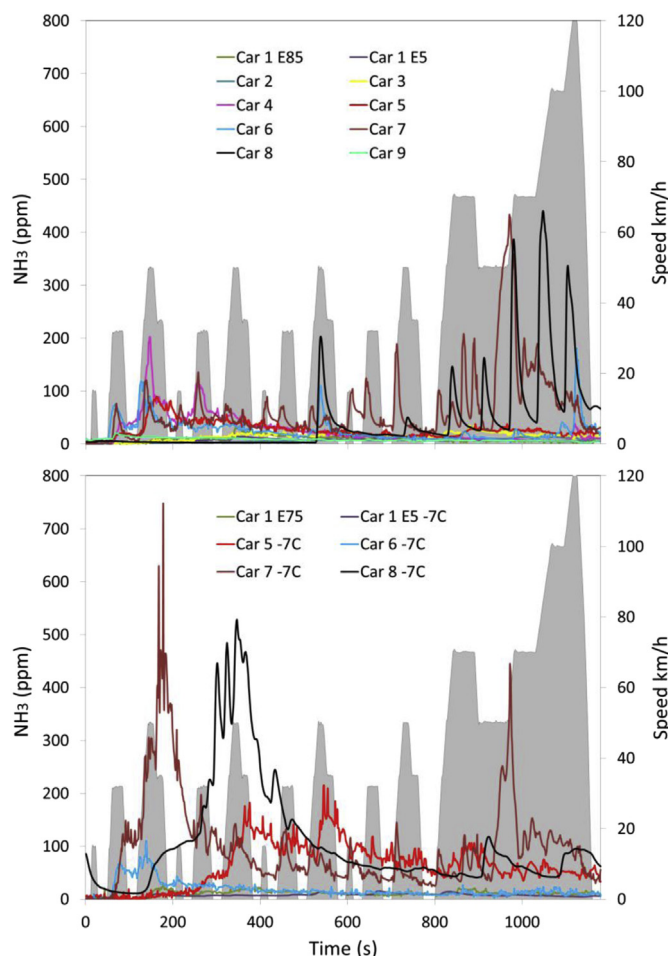 800 120
700
100
600
80
500
400 60
300
40
200
20
100
0 0
NH3 (ppm)
Speed km/h
Car 1 E85 Car 1 E5
Car 2 Car 3
Car 4 Car 5
Car 6 Car 7
Car 8 Car 9
800 120
700
100
600
80
500
400 60
300
40
200
20
100
0 0
NH3 (ppm)
Speed km/h
Car 1 E75 Car 1 E5 -7C
Car 5 -7C Car 6 -7C
Car 7 -7C Car 8 -7C
0 200 400 600 800 1000
Time (s)